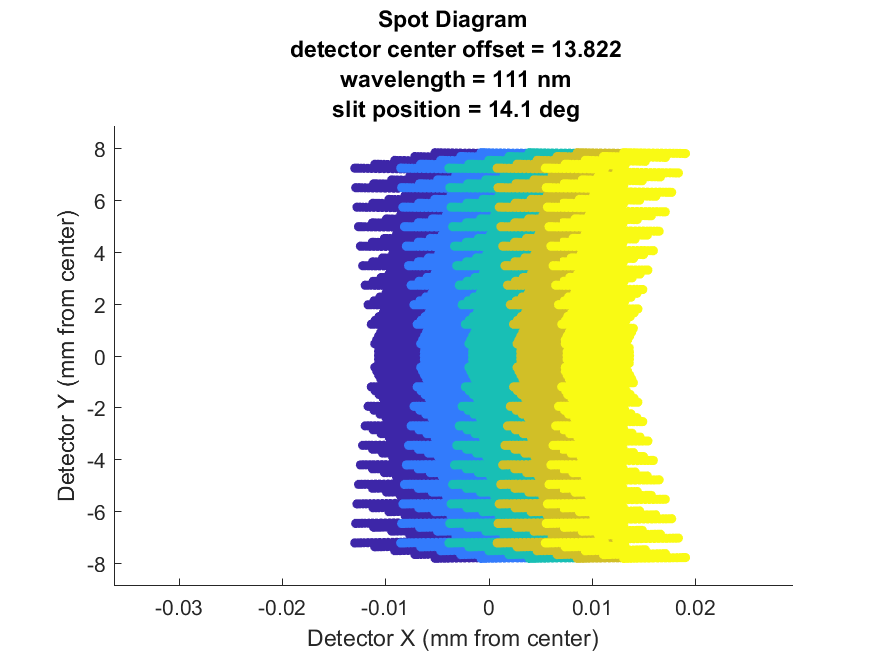 Spot Diagram
detector center offset = 13.822
wavelength = 111 nm
slit position = 14.1 deg
8
6
4
2
0
-2
-4
-6
-8
Detector Y (mm from center)
-0.03 -0.02 -0.01 0 0.01 0.02
Detector X (mm from center)